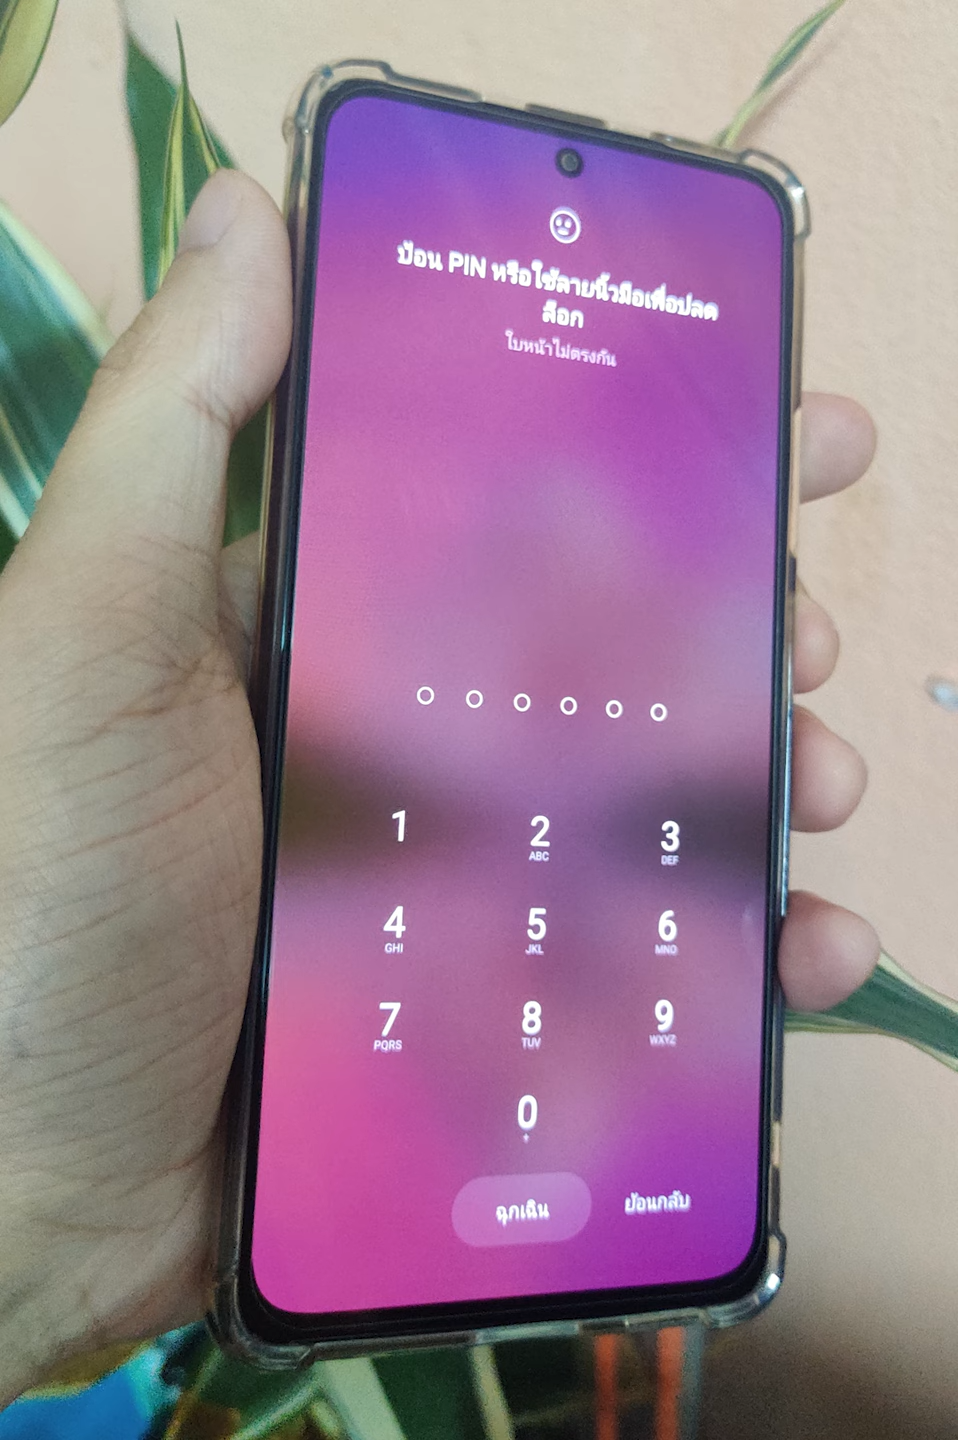 ป้อน PIN หรือใช้ลายนิ้วมือเพื่อปลด
ล็อก
ใบหน้าไม่ตรงกัน
1 2 3
ABC DEF
4 5 6
GHI JKL MNO
7 8 9
PQRS TUV WXYZ
0
+
ฉุกเฉิน ย้อนกลับ